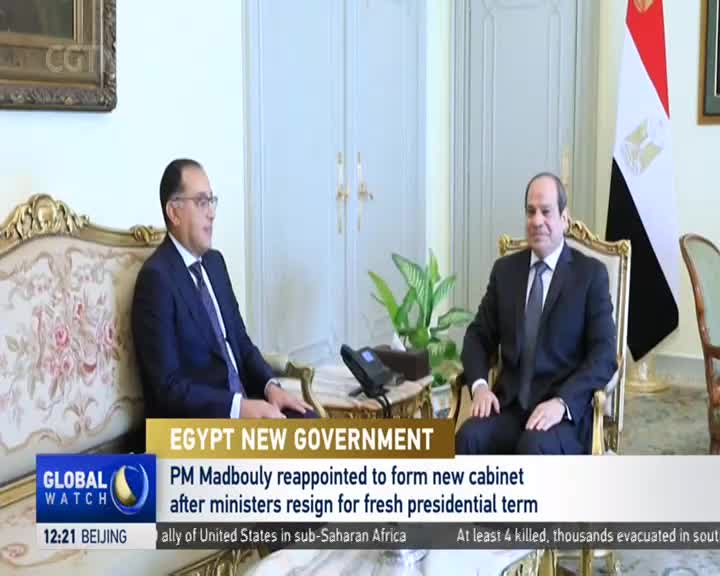 CGTN
EGYPT NEW GOVERNMENT
PM Madbouly reappointed to form new cabinet
after ministers resign for fresh presidential term
GLOBAL
WATCH
12:21 BEIJING
ally of United States in sub-Saharan Africa At least 4 killed, thousands evacuated in sout